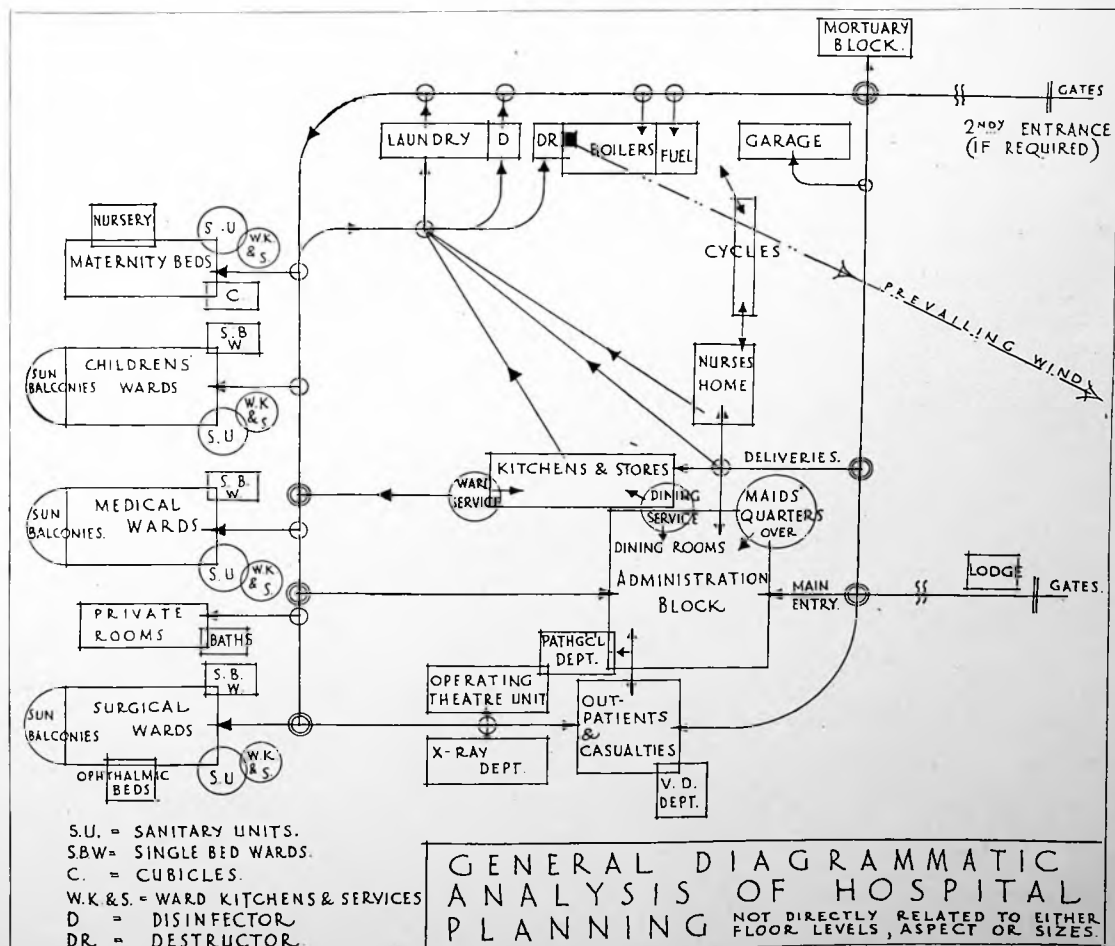 MORTUARY
BLOCK.
GATES
2NDY ENTRANCE
(IF REQUIRED)
LAUNDRY
D
DR
BOILERS
FUEL
GARAGE
NURSERY
S.U
W.K.
& S.
MATERNITY BEDS
C.
CYCLES
PREVAILING WIND
S.B
W
SUN
BALCONIES
CHILDRENS'
WARDS
W.K
& S.
S.U
NURSES
HOME
DELIVERIES.
KITCHENS & STORES
WARD
SERVICE
DINING
SERVICE
MAIDS'
QUARTERS
OVER
S.B.
W.
SUN
BALCONIES.
MEDICAL
WARDS
S.U
W.K
& S.
DINING ROOMS
ADMINISTRATION
BLOCK
MAIN
ENTRY.
LODGE
GATES.
PRIVATE
ROOMS
BATHS
PATHGCL
DEPT.
S.B.
W.
SUN
BALCONIES
SURGICAL
WARDS
OPERATING
THEATRE UNIT
X-RAY
DEPT.
OUT-
PATIENTS
&
CASUALTIES
V. D.
DEPT.
OPHTHALMIC
BEDS
S.U
W.K
& S.
S.U. = SANITARY UNITS.
S.B.W= SINGLE BED WARDS.
C. = CUBICLES.
W.K.&S. = WARD KITCHENS & SERVICES
D = DISINFECTOR
DR = DESTRUCTOR.
GENERAL DIAGRAMMATIC
ANALYSIS OF HOSPITAL
PLANNING NOT DIRECTLY RELATED TO EITHER
FLOOR LEVELS, ASPECT OR SIZES.